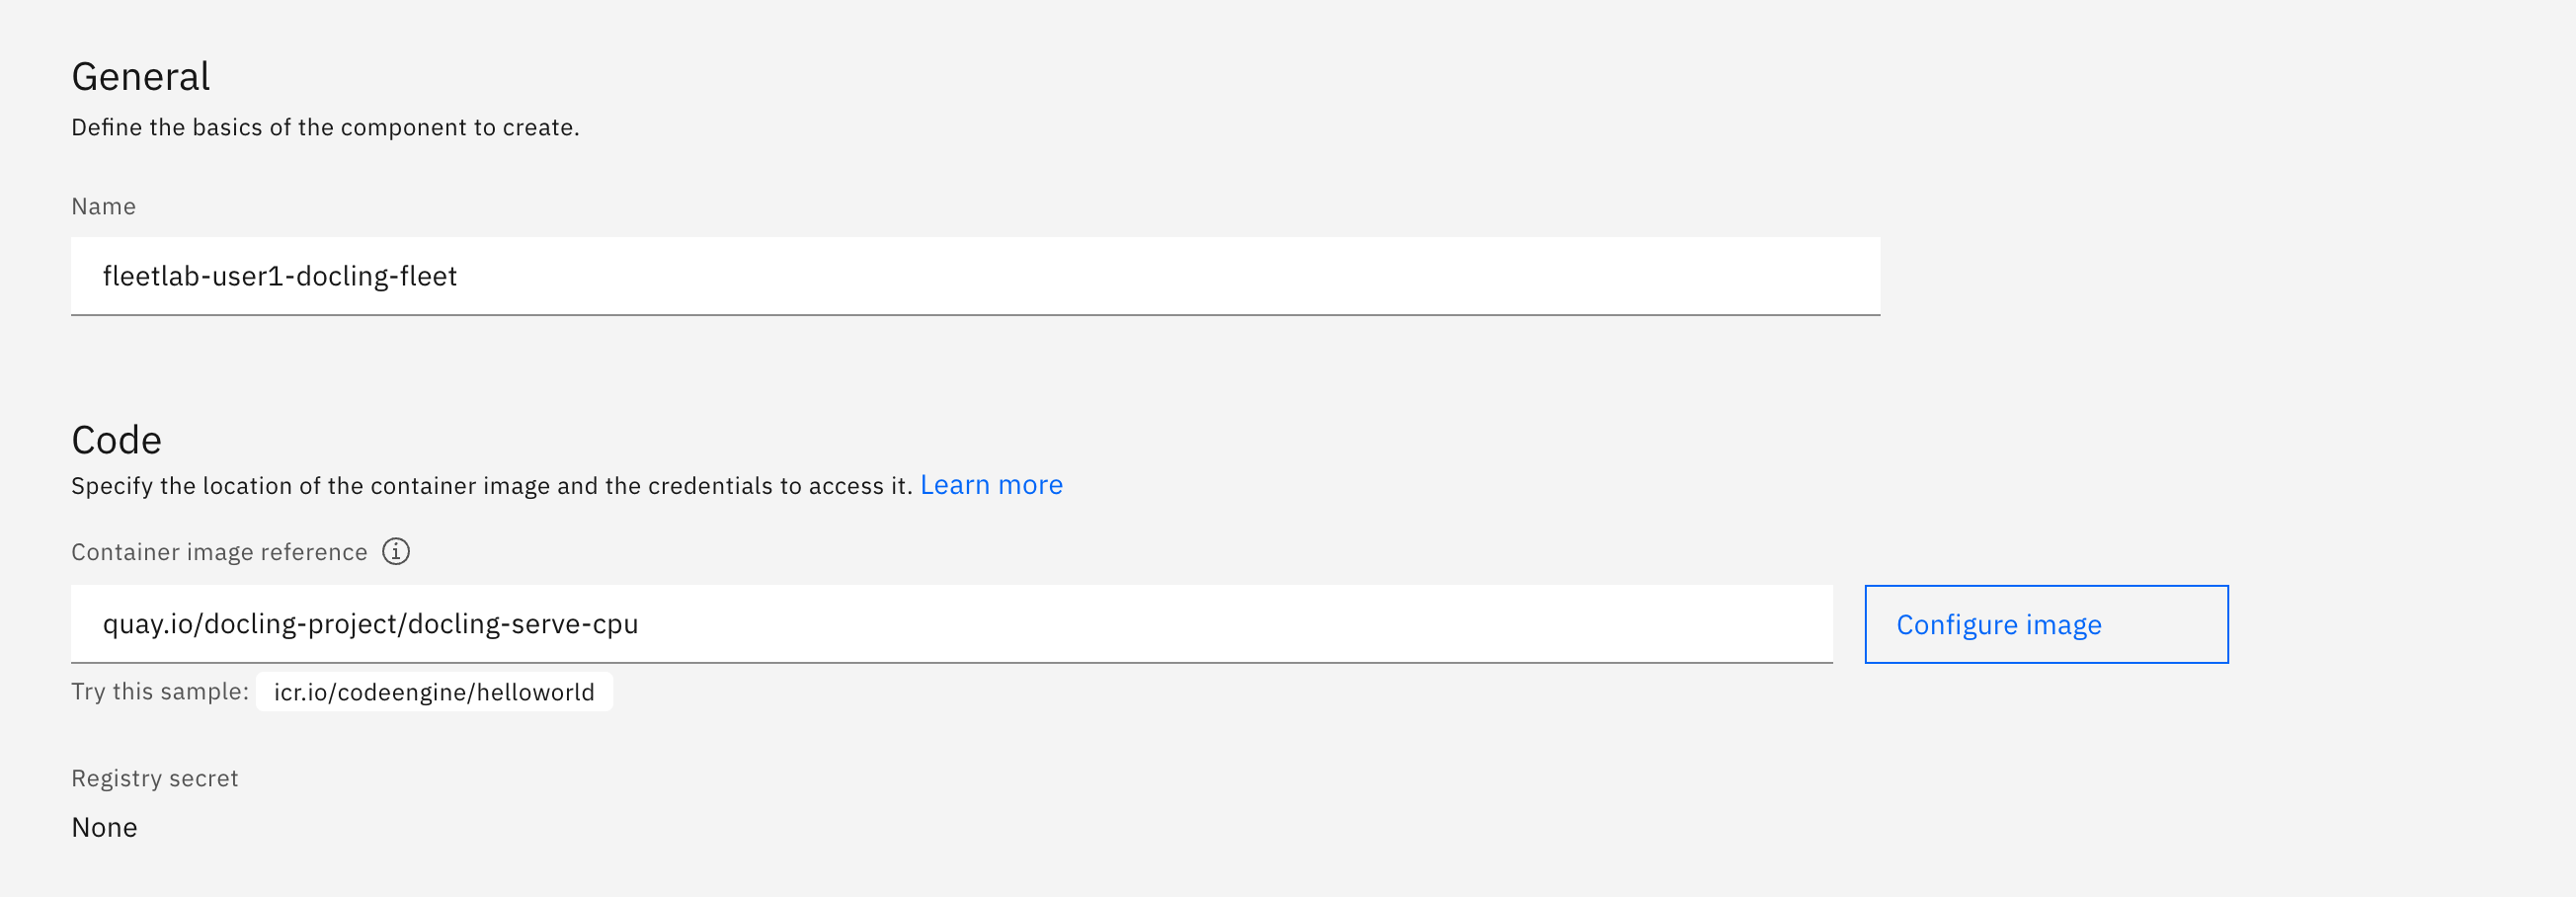 General
Define the basics of the component to create.
Name
fleetlab-user1-docling-fleet
Code
Specify the location of the container image and the credentials to access it. Learn more
Container image reference
quay.io/docling-project/docling-serve-cpu
Configure image
Try this sample: icr.io/codeengine/helloworld
Registry secret
None